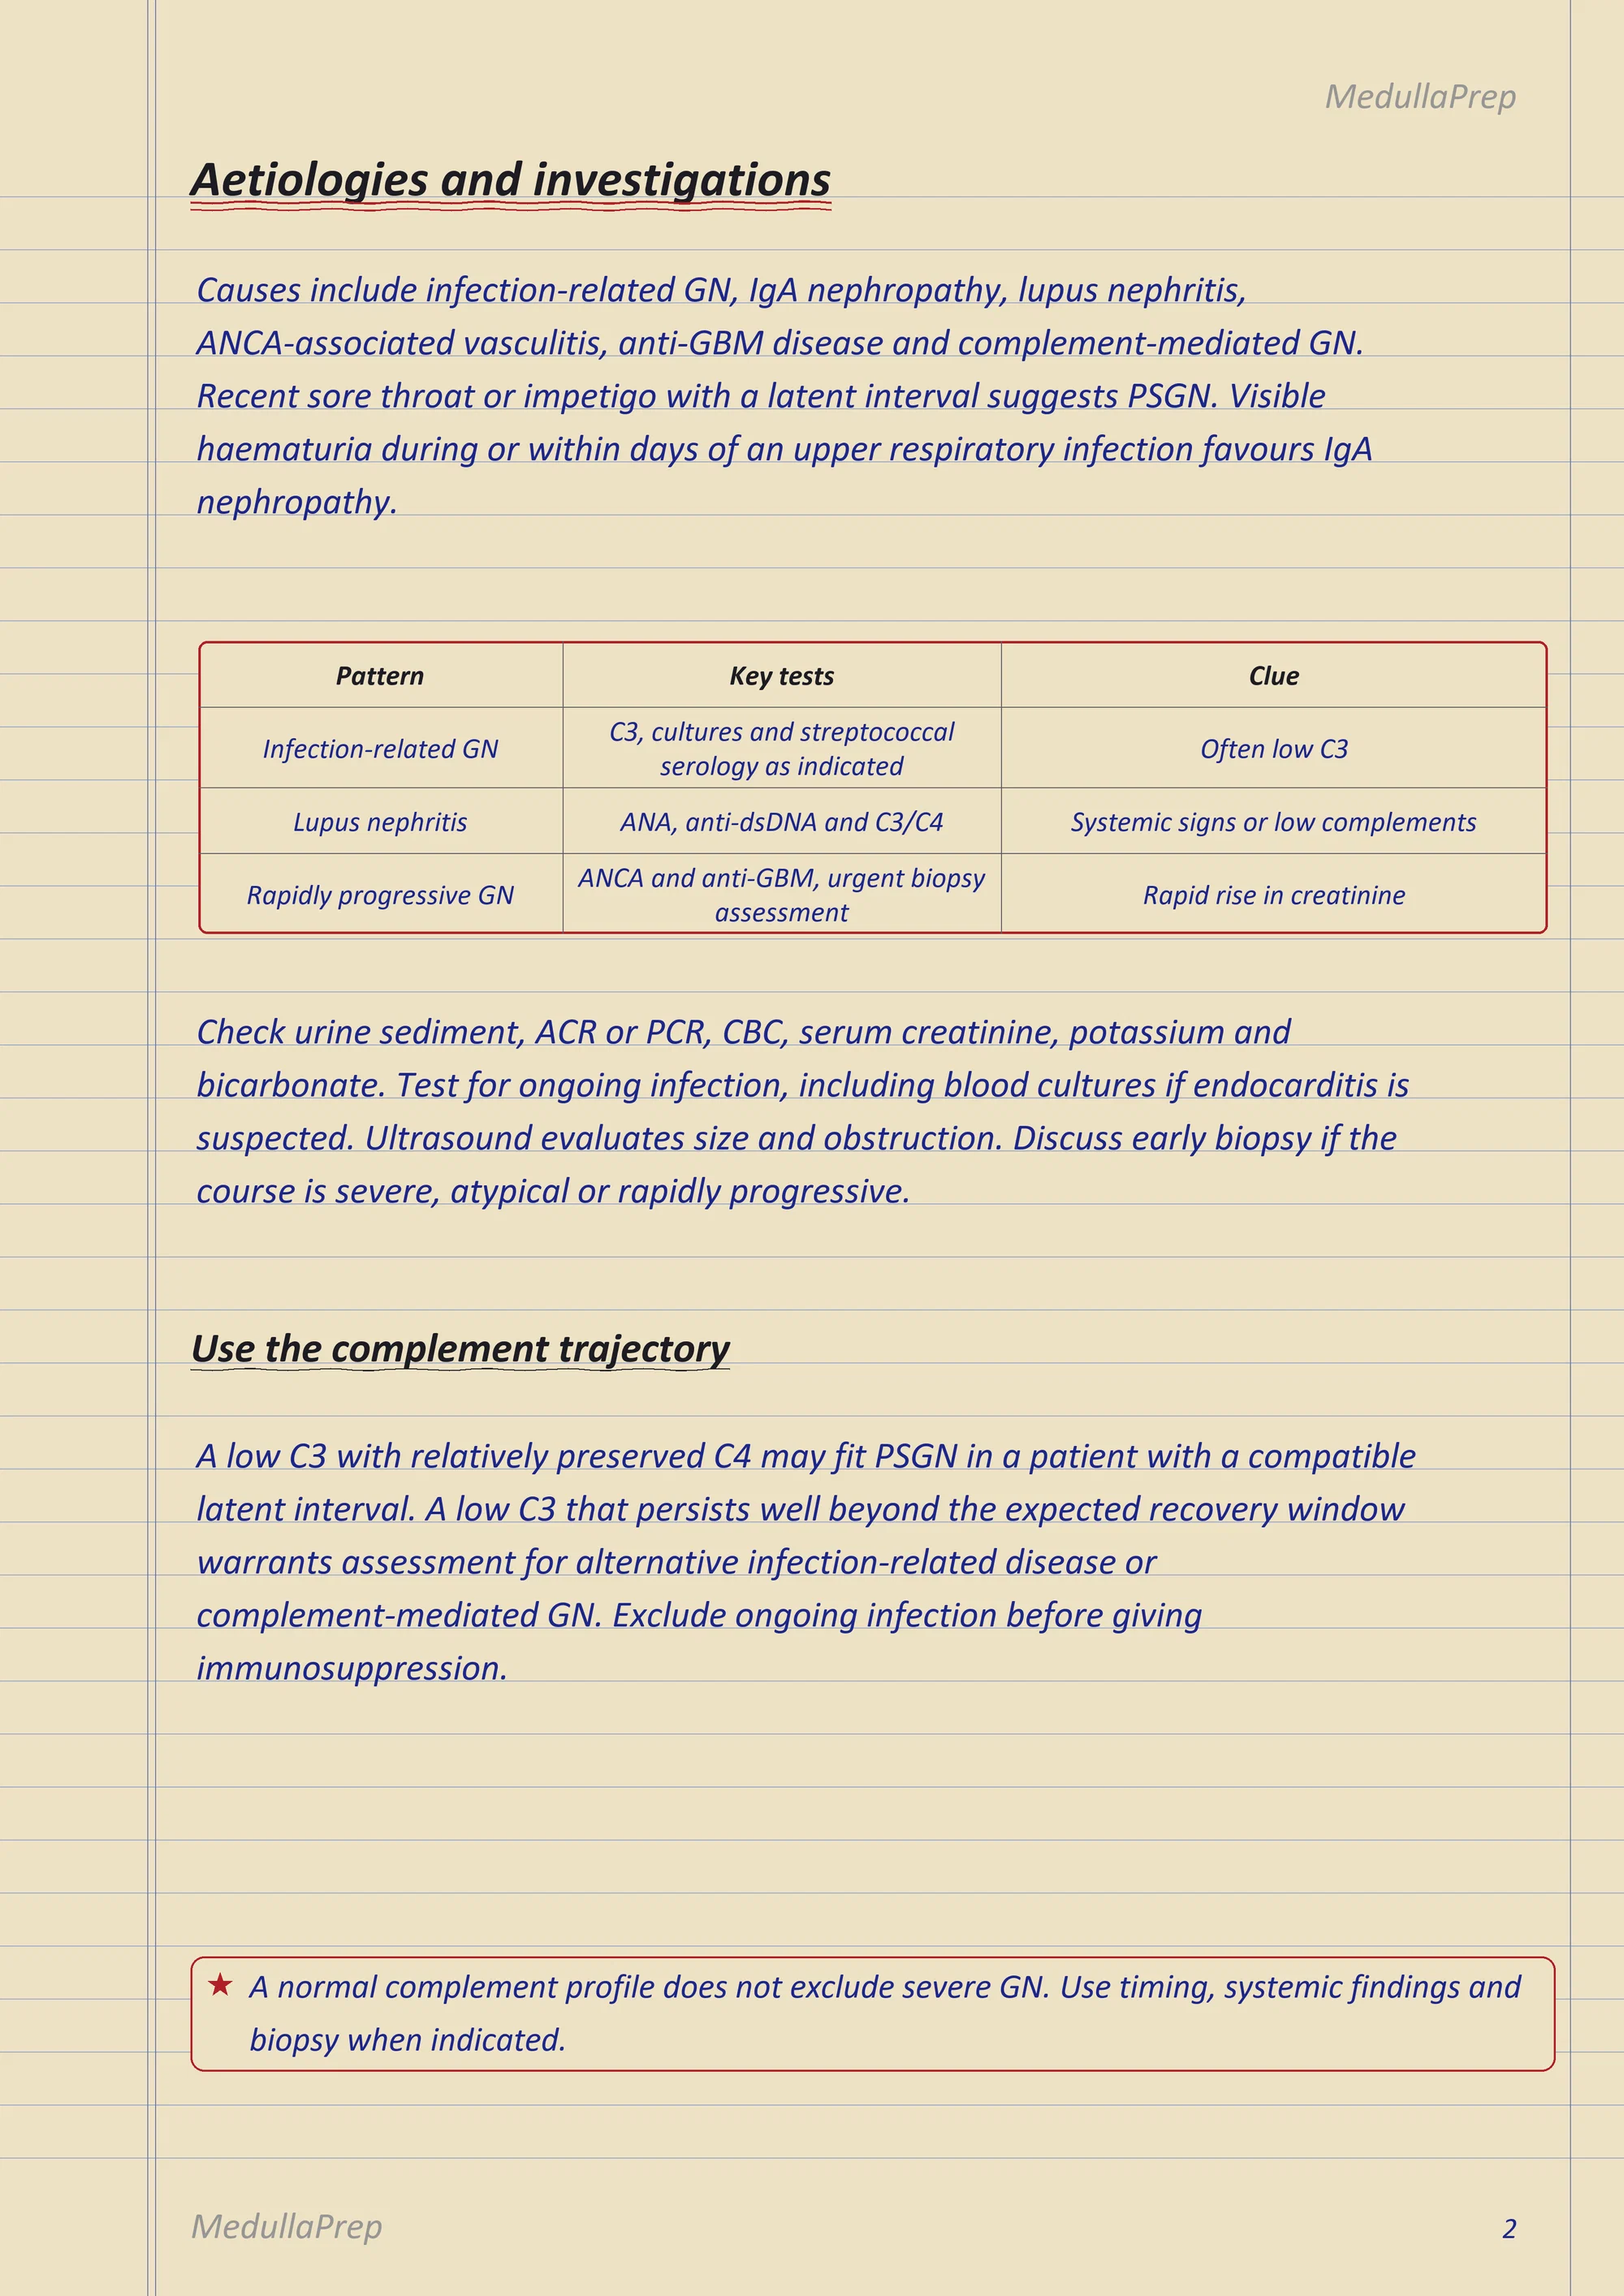 MedullaPrep
Aetiologies and investigations
Causes include infection-related GN, IgA nephropathy, lupus nephritis,
ANCA-associated vasculitis, anti-GBM disease and complement-mediated GN.
Recent sore throat or impetigo with a latent interval suggests PSGN. Visible
haematuria during or within days of an upper respiratory infection favours IgA
nephropathy.
Pattern Key tests Clue
Infection-related GN C3, cultures and streptococcal
serology as indicated Often low C3
Lupus nephritis ANA, anti-dsDNA and C3/C4 Systemic signs or low complements
Rapidly progressive GN ANCA and anti-GBM, urgent biopsy
assessment Rapid rise in creatinine
Check urine sediment, ACR or PCR, CBC, serum creatinine, potassium and
bicarbonate. Test for ongoing infection, including blood cultures if endocarditis is
suspected. Ultrasound evaluates size and obstruction. Discuss early biopsy if the
course is severe, atypical or rapidly progressive.
Use the complement trajectory
A low C3 with relatively preserved C4 may fit PSGN in a patient with a compatible
latent interval. A low C3 that persists well beyond the expected recovery window
warrants assessment for alternative infection-related disease or
complement-mediated GN. Exclude ongoing infection before giving
immunosuppression.
★ A normal complement profile does not exclude severe GN. Use timing, systemic findings and
biopsy when indicated.
MedullaPrep 2